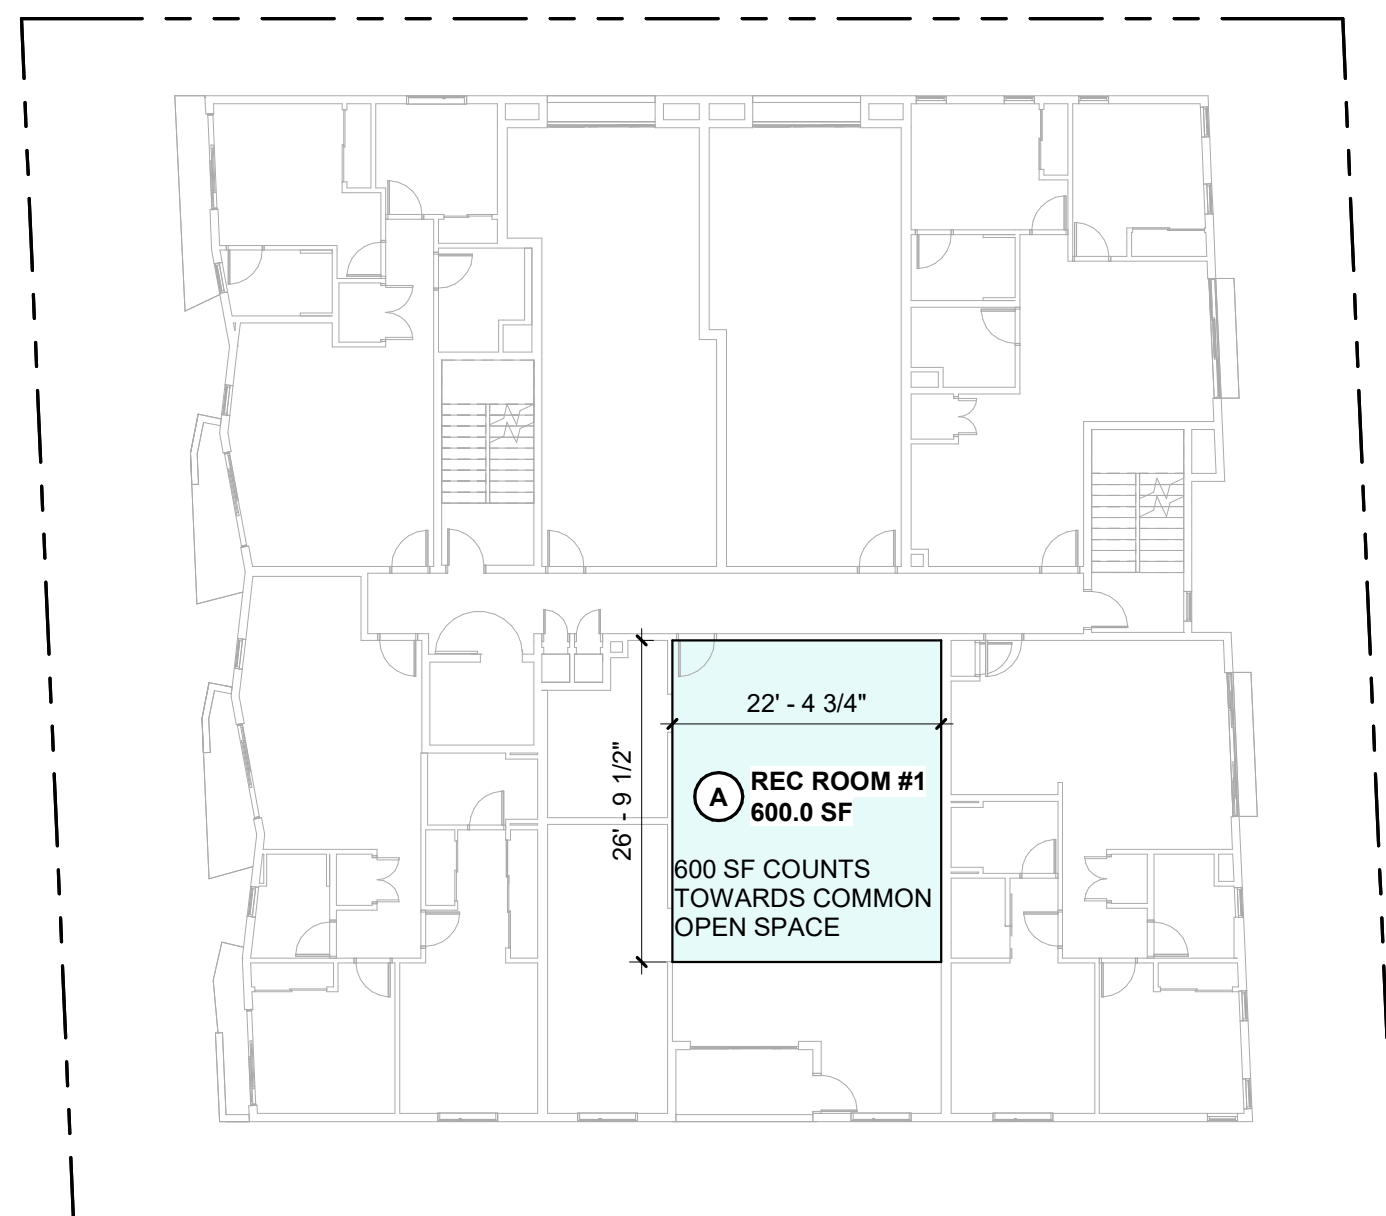 22' - 4 3/4"
26' - 9 1/2"
A
REC ROOM #1
600.0 SF
600 SF COUNTS
TOWARDS COMMON
OPEN SPACE